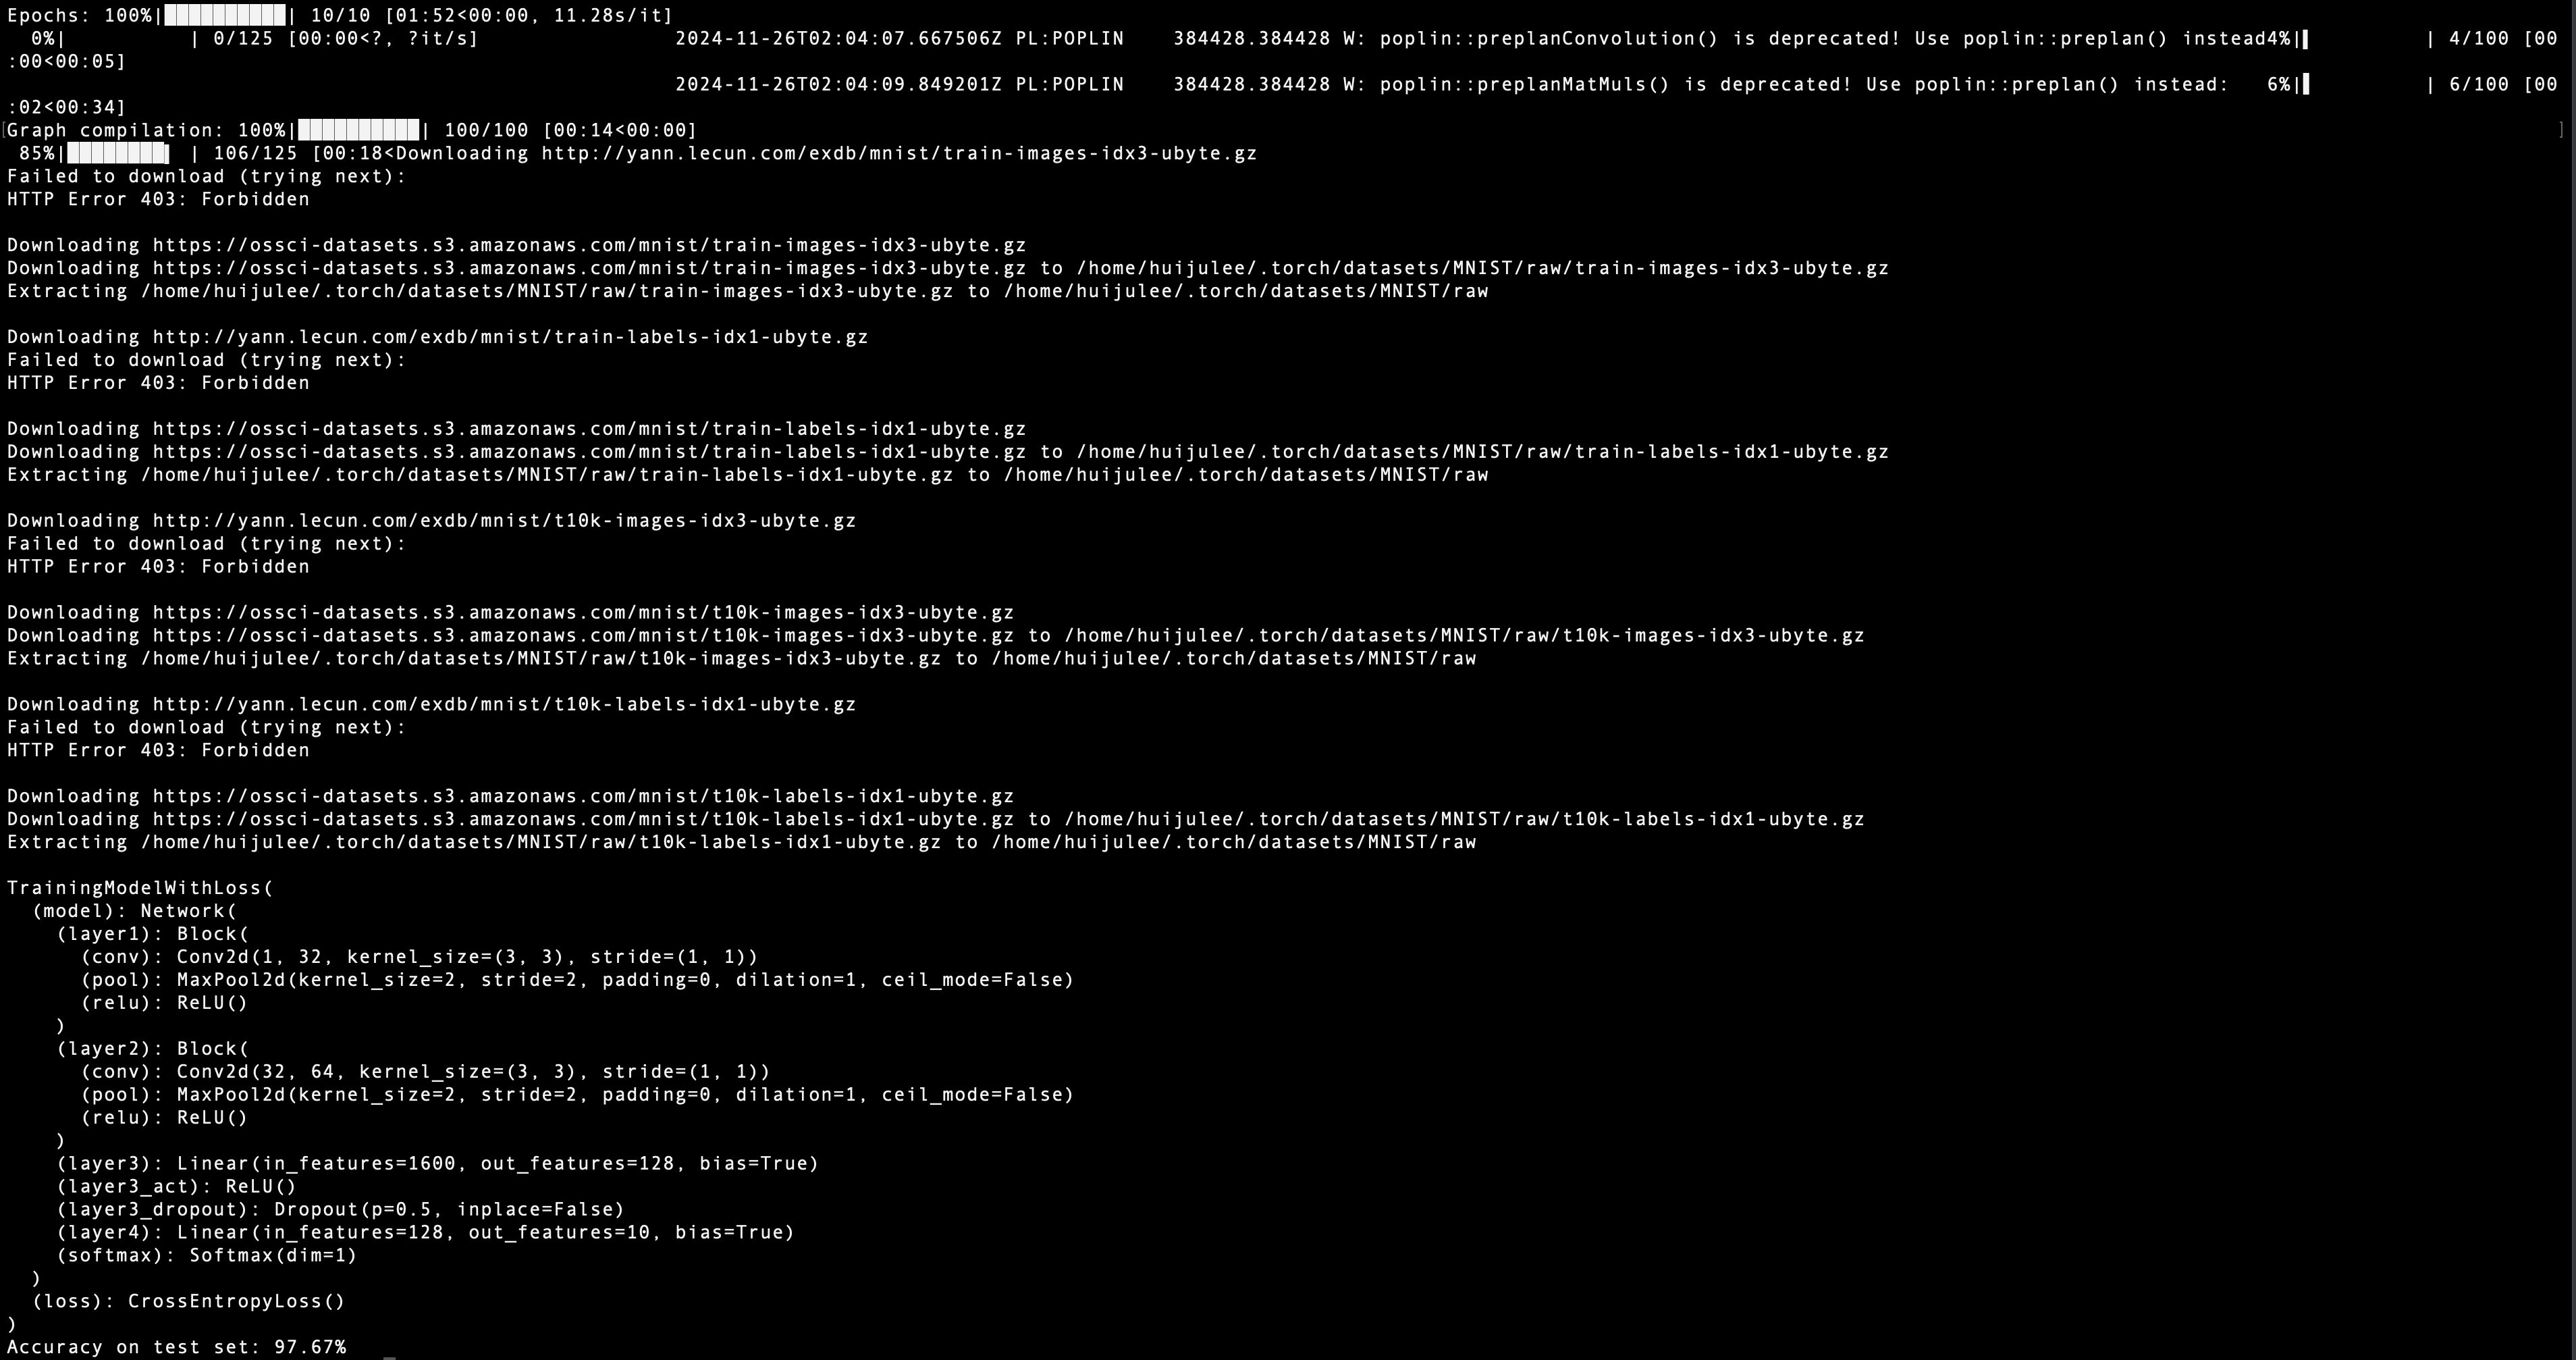 Epochs: 100%|██████████| 10/10 [01:52<00:00, 11.28s/it]
  0%|          | 0/125 [00:00<?, ?it/s]                2024-11-26T02:04:07.667506Z PL:POPLIN    384428.384428 W: poplin::preplanConvolution() is deprecated! Use poplin::preplan() instead4%|▍         | 4/100 [00
:00<00:05]
                                                       2024-11-26T02:04:09.849201Z PL:POPLIN    384428.384428 W: poplin::preplanMatMuls() is deprecated! Use poplin::preplan() instead:   6%|▌         | 6/100 [00
:02<00:34]
[Graph compilation: 100%|██████████| 100/100 [00:14<00:00]]
 85%|████████▍ | 106/125 [00:18<Downloading http://yann.lecun.com/exdb/mnist/train-images-idx3-ubyte.gz
Failed to download (trying next):
HTTP Error 403: Forbidden

Downloading https://ossci-datasets.s3.amazonaws.com/mnist/train-images-idx3-ubyte.gz
Downloading https://ossci-datasets.s3.amazonaws.com/mnist/train-images-idx3-ubyte.gz to /home/huijulee/.torch/datasets/MNIST/raw/train-images-idx3-ubyte.gz
Extracting /home/huijulee/.torch/datasets/MNIST/raw/train-images-idx3-ubyte.gz to /home/huijulee/.torch/datasets/MNIST/raw

Downloading http://yann.lecun.com/exdb/mnist/train-labels-idx1-ubyte.gz
Failed to download (trying next):
HTTP Error 403: Forbidden

Downloading https://ossci-datasets.s3.amazonaws.com/mnist/train-labels-idx1-ubyte.gz
Downloading https://ossci-datasets.s3.amazonaws.com/mnist/train-labels-idx1-ubyte.gz to /home/huijulee/.torch/datasets/MNIST/raw/train-labels-idx1-ubyte.gz
Extracting /home/huijulee/.torch/datasets/MNIST/raw/train-labels-idx1-ubyte.gz to /home/huijulee/.torch/datasets/MNIST/raw

Downloading http://yann.lecun.com/exdb/mnist/t10k-images-idx3-ubyte.gz
Failed to download (trying next):
HTTP Error 403: Forbidden

Downloading https://ossci-datasets.s3.amazonaws.com/mnist/t10k-images-idx3-ubyte.gz
Downloading https://ossci-datasets.s3.amazonaws.com/mnist/t10k-images-idx3-ubyte.gz to /home/huijulee/.torch/datasets/MNIST/raw/t10k-images-idx3-ubyte.gz
Extracting /home/huijulee/.torch/datasets/MNIST/raw/t10k-images-idx3-ubyte.gz to /home/huijulee/.torch/datasets/MNIST/raw

Downloading http://yann.lecun.com/exdb/mnist/t10k-labels-idx1-ubyte.gz
Failed to download (trying next):
HTTP Error 403: Forbidden

Downloading https://ossci-datasets.s3.amazonaws.com/mnist/t10k-labels-idx1-ubyte.gz
Downloading https://ossci-datasets.s3.amazonaws.com/mnist/t10k-labels-idx1-ubyte.gz to /home/huijulee/.torch/datasets/MNIST/raw/t10k-labels-idx1-ubyte.gz
Extracting /home/huijulee/.torch/datasets/MNIST/raw/t10k-labels-idx1-ubyte.gz to /home/huijulee/.torch/datasets/MNIST/raw

TrainingModelWithLoss(
  (model): Network(
    (layer1): Block(
      (conv): Conv2d(1, 32, kernel_size=(3, 3), stride=(1, 1))
      (pool): MaxPool2d(kernel_size=2, stride=2, padding=0, dilation=1, ceil_mode=False)
      (relu): ReLU()
    )
    (layer2): Block(
      (conv): Conv2d(32, 64, kernel_size=(3, 3), stride=(1, 1))
      (pool): MaxPool2d(kernel_size=2, stride=2, padding=0, dilation=1, ceil_mode=False)
      (relu): ReLU()
    )
    (layer3): Linear(in_features=1600, out_features=128, bias=True)
    (layer3_act): ReLU()
    (layer3_dropout): Dropout(p=0.5, inplace=False)
    (layer4): Linear(in_features=128, out_features=10, bias=True)
    (softmax): Softmax(dim=1)
  )
  (loss): CrossEntropyLoss()
)
Accuracy on test set: 97.67%